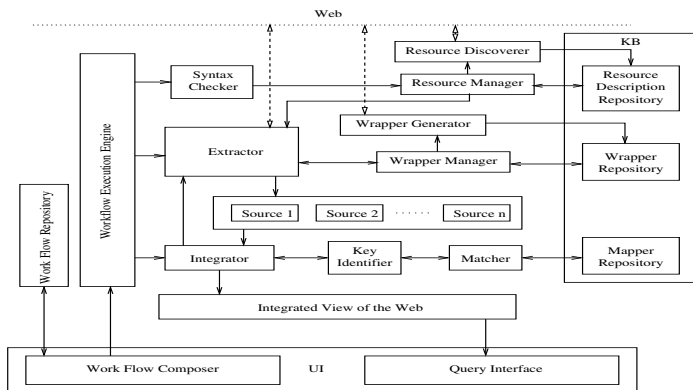 Web
KB
Resource Discoverer
Syntax
Checker
Resource Manager
Resource
Description
Repository
Wrapper Generator
Extractor
Wrapper Manager
Wrapper
Repository
Workflow Execution Engine
Work Flow Repository
Source 1
Source 2
......
Source n
Integrator
Key
Identifier
Matcher
Mapper
Repository
Integrated View of the Web
Work Flow Composer
UI
Query Interface